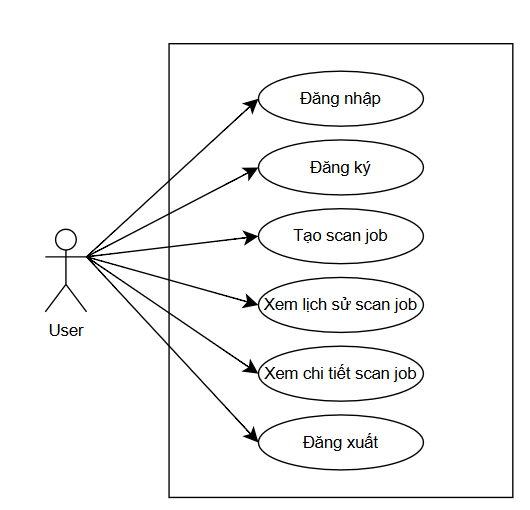 Đăng nhập
Đăng ký
Tạo scan job
Xem lịch sử scan job
Xem chi tiết scan job
Đăng xuất
User